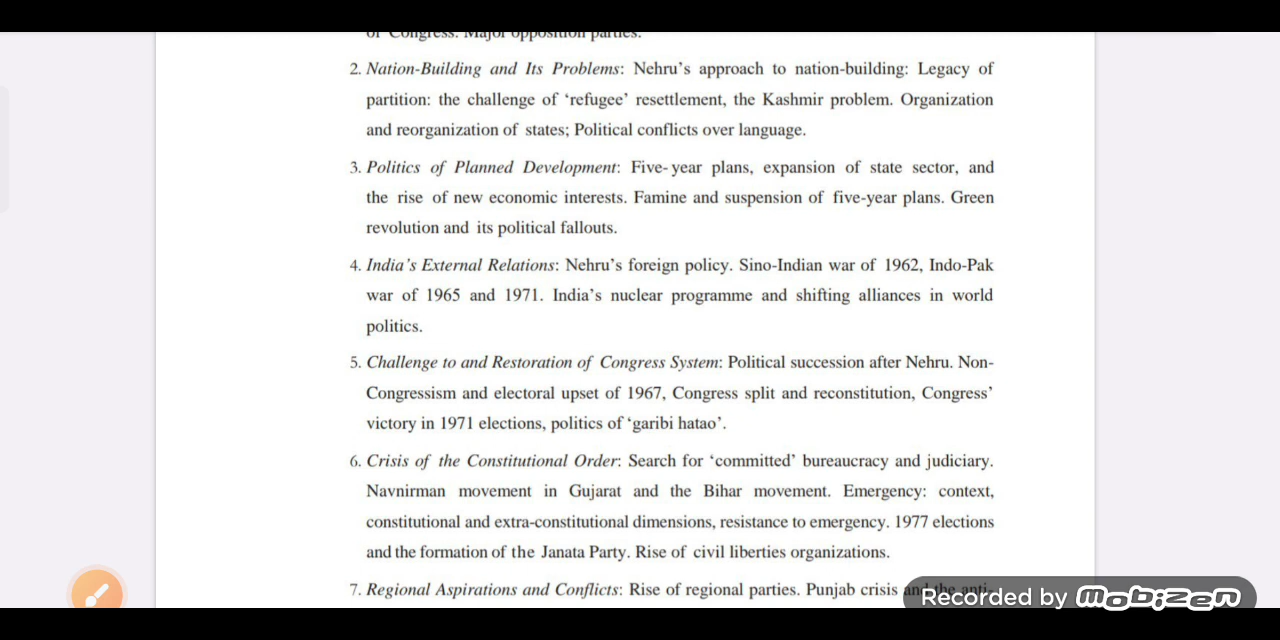 of Congress. Major opposition parties.
2. Nation-Building and Its Problems: Nehru’s approach to nation-building: Legacy of
partition: the challenge of ‘refugee’ resettlement, the Kashmir problem. Organization
and reorganization of states; Political conflicts over language.
3. Politics of Planned Development: Five-year plans, expansion of state sector, and
the rise of new economic interests. Famine and suspension of five-year plans. Green
revolution and its political fallouts.
4. India’s External Relations: Nehru’s foreign policy. Sino-Indian war of 1962, Indo-Pak
war of 1965 and 1971. India’s nuclear programme and shifting alliances in world
politics.
5. Challenge to and Restoration of Congress System: Political succession after Nehru. Non-
Congressism and electoral upset of 1967, Congress split and reconstitution, Congress’
victory in 1971 elections, politics of ‘garibi hatao’.
6. Crisis of the Constitutional Order: Search for ‘committed’ bureaucracy and judiciary.
Navnirman movement in Gujarat and the Bihar movement. Emergency: context,
constitutional and extra-constitutional dimensions, resistance to emergency. 1977 elections
and the formation of the Janata Party. Rise of civil liberties organizations.
7. Regional Aspirations and Conflicts: Rise of regional parties. Punjab crisis and the anti-
Recorded by Mobizen